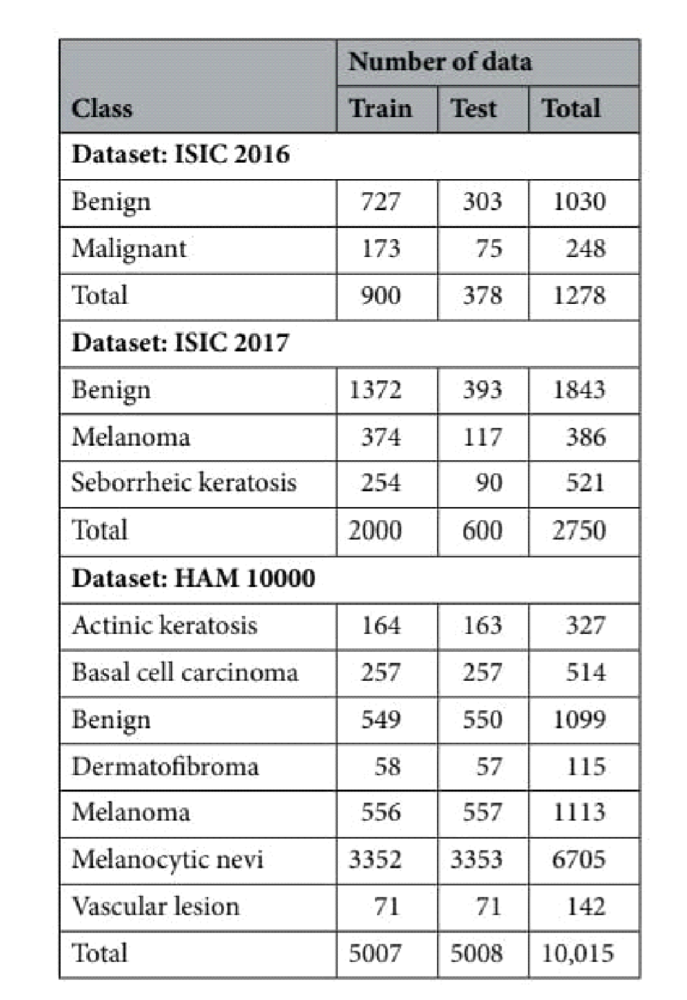 Number of data
Class Train Test Total
Dataset: ISIC 2016
Benign 727 303 1030
Malignant 173 75 248
Total 900 378 1278
Dataset: ISIC 2017
Benign 1372 393 1843
Melanoma 374 117 386
Seborrheic keratosis 254 90 521
Total 2000 600 2750
Dataset: HAM 10000
Actinic keratosis 164 163 327
Basal cell carcinoma 257 257 514
Benign 549 550 1099
Dermatofibroma 58 57 115
Melanoma 556 557 1113
Melanocytic nevi 3352 3353 6705
Vascular lesion 71 71 142
Total 5007 5008 10,015